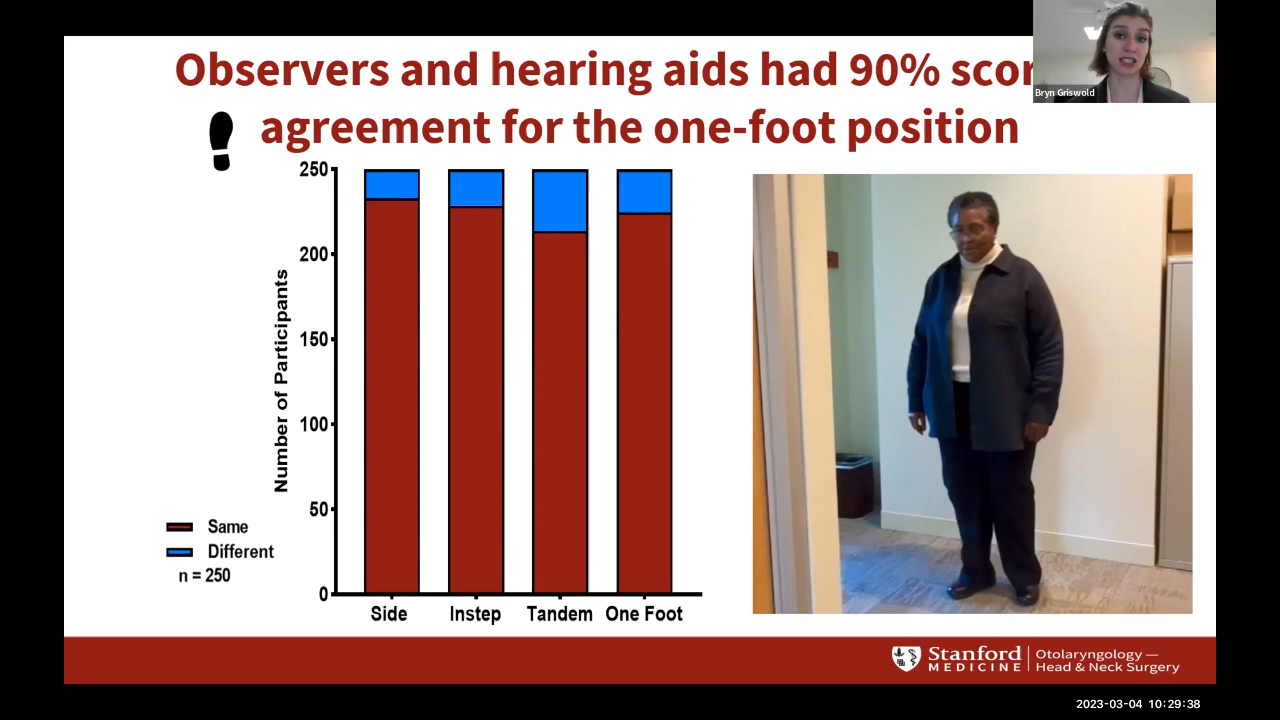 Observers and hearing aids had 90%
agreement for the one-foot position
Bryn Griswold
250
200
150
100
50
0
Number of Participants
Same
Different
n = 250
Side
Instep
Tandem
One Foot
Stanford
MEDICINE
Otolaryngology —
Head & Neck Surgery
2023-03-04 10:29:38